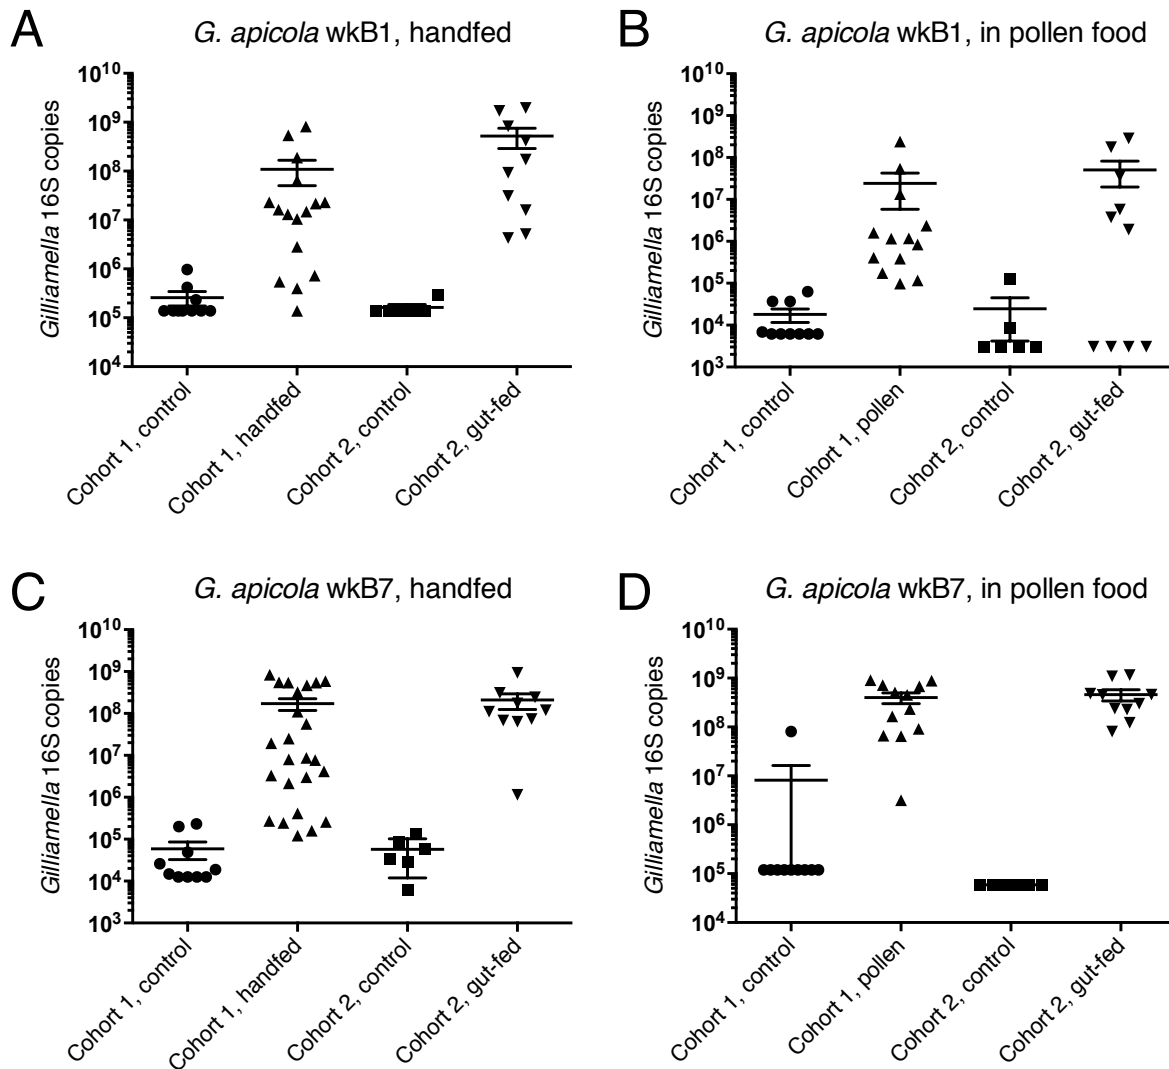 A
G. apicola wkB1, handfed
Gilliamella 16S copies
10^10
10^9
10^8
10^7
10^6
10^5
10^4
Cohort 1, control
Cohort 1, handfed
Cohort 2, control
Cohort 2, gut-fed
B
G. apicola wkB1, in pollen food
Gilliamella 16S copies
10^10
10^9
10^8
10^7
10^6
10^5
10^4
10^3
Cohort 1, control
Cohort 1, pollen
Cohort 2, control
Cohort 2, gut-fed
C
G. apicola wkB7, handfed
Gilliamella 16S copies
10^10
10^9
10^8
10^7
10^6
10^5
10^4
10^3
Cohort 1, control
Cohort 1, handfed
Cohort 2, control
Cohort 2, gut-fed
D
G. apicola wkB7, in pollen food
Gilliamella 16S copies
10^10
10^9
10^8
10^7
10^6
10^5
10^4
Cohort 1, control
Cohort 1, pollen
Cohort 2, control
Cohort 2, gut-fed